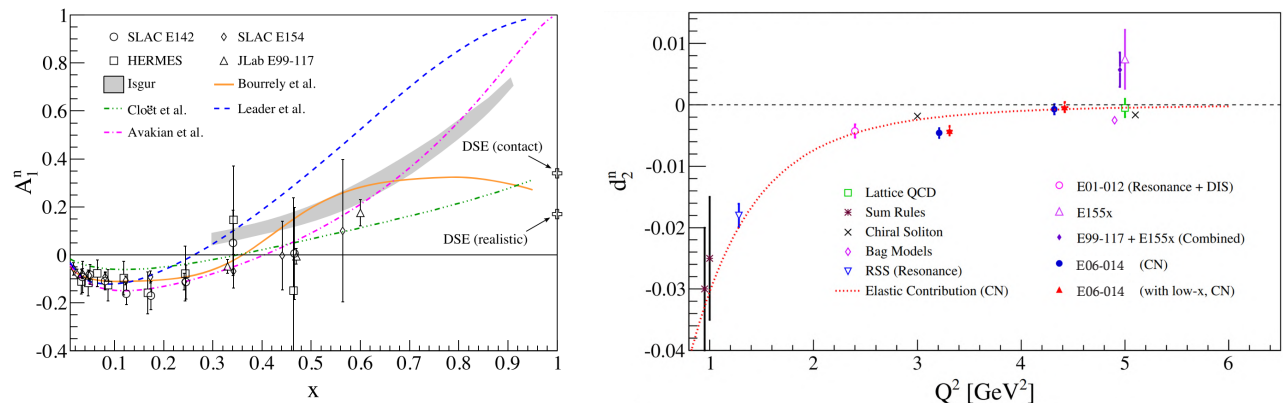 1
0.8
0.6
0.4
0.2
0
-0.2
-0.4
A₁ⁿ
SLAC E142
SLAC E154
HERMES
JLab E99-117
Isgur
Bourrely et al.
Cloët et al.
Leader et al.
Avakian et al.
DSE (contact)
DSE (realistic)
0.1 0.2 0.3 0.4 0.5 0.6 0.7 0.8 0.9 1
x
0.01
0
-0.01
-0.02
-0.03
-0.04
d₂ⁿ
Lattice QCD
Sum Rules
Chiral Soliton
Bag Models
RSS (Resonance)
Elastic Contribution (CN)
E01-012 (Resonance + DIS)
E155x
E99-117 + E155x (Combined)
E06-014 (CN)
E06-014 (with low-x, CN)
1 2 3 4 5 6
Q² [GeV²]